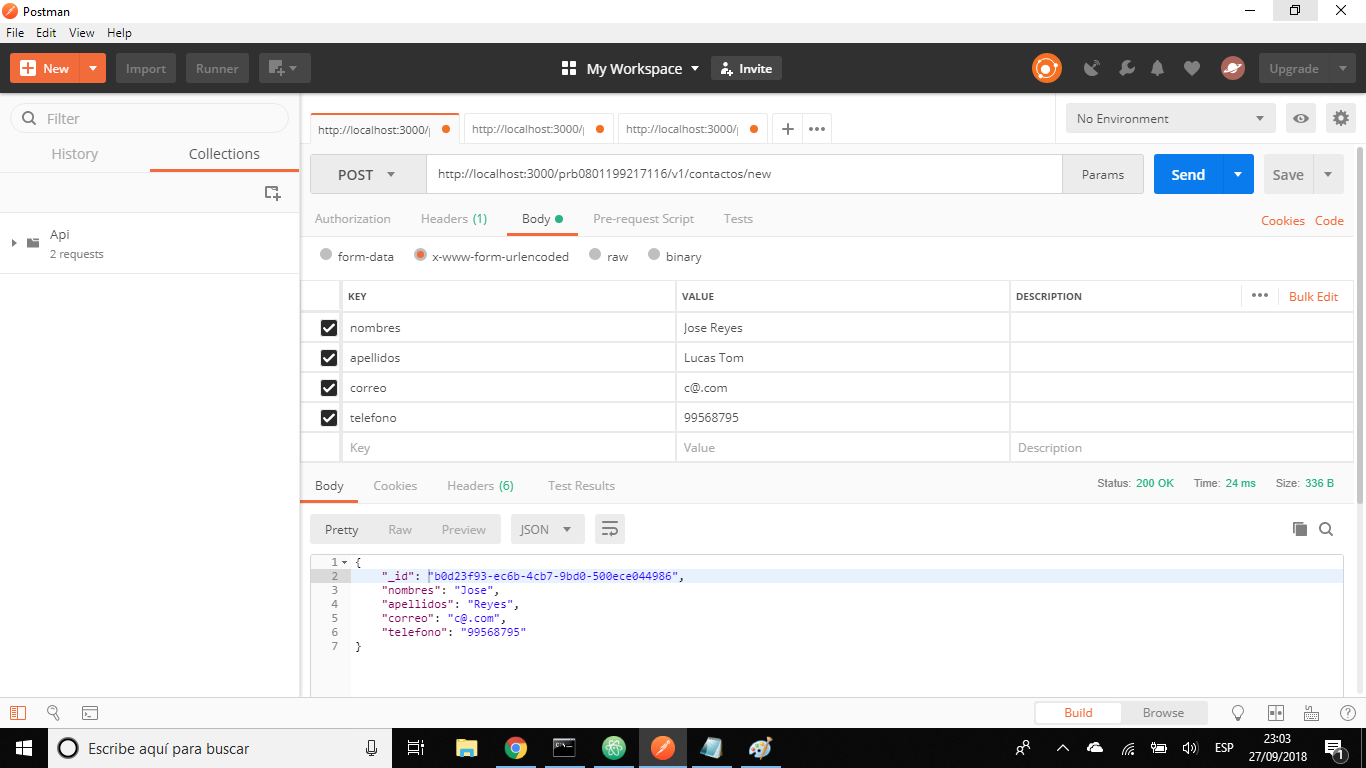 Postman
File Edit View Help
New Import Runner My Workspace Invite Upgrade
Filter
History Collections
Api
2 requests
http://localhost:3000/p http://localhost:3000/p http://localhost:3000/p No Environment
POST http://localhost:3000/prb0801199217116/v1/contactos/new Params Send Save
Authorization Headers (1) Body Pre-request Script Tests Cookies Code
form-data x-www-form-urlencoded raw binary
KEY VALUE DESCRIPTION Bulk Edit
nombres Jose Reyes
apellidos Lucas Tom
correo c@.com
telefono 99568795
Key Value Description
Body Cookies Headers (6) Test Results Status: 200 OK Time: 24 ms Size: 336 B
Pretty Raw Preview JSON
1 {
2 "_id": "b0d23f93-ec6b-4cb7-9bd0-500ece044986",
3 "nombres": "Jose",
4 "apellidos": "Reyes",
5 "correo": "c@.com",
6 "telefono": "99568795"
7 }
Build Browse
Escribe aquí para buscar ESP 23:03
27/09/2018 1